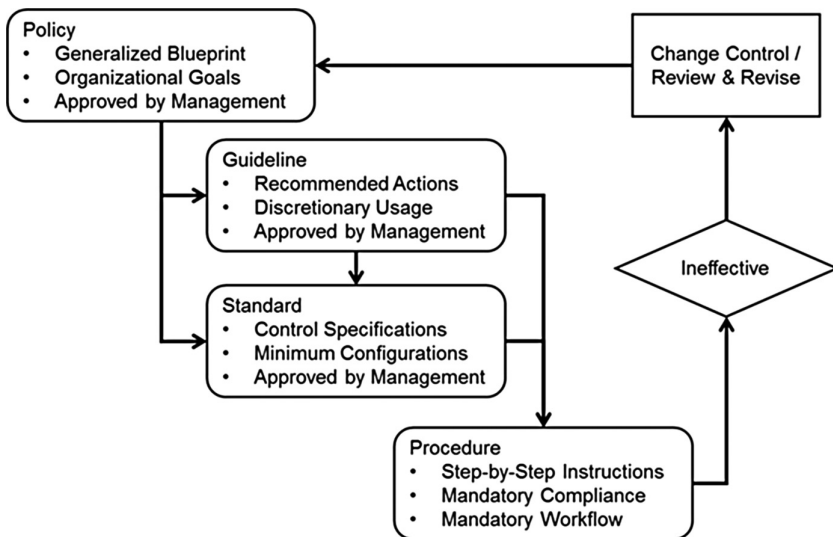 Policy
• Generalized Blueprint
• Organizational Goals
• Approved by Management
Change Control /
Review & Revise
Guideline
• Recommended Actions
• Discretionary Usage
• Approved by Management
Ineffective
Standard
• Control Specifications
• Minimum Configurations
• Approved by Management
Procedure
• Step-by-Step Instructions
• Mandatory Compliance
• Mandatory Workflow